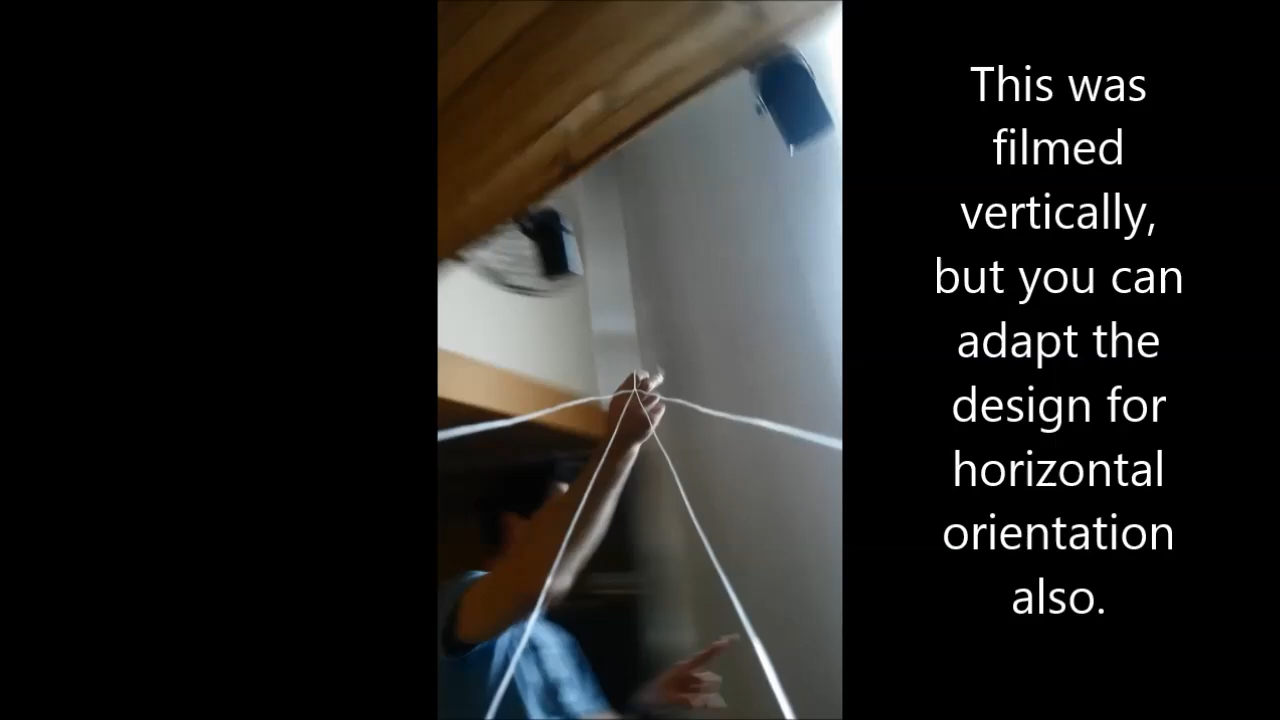 This was
filmed
vertically,
but you can
adapt the
design for
horizontal
orientation
also.